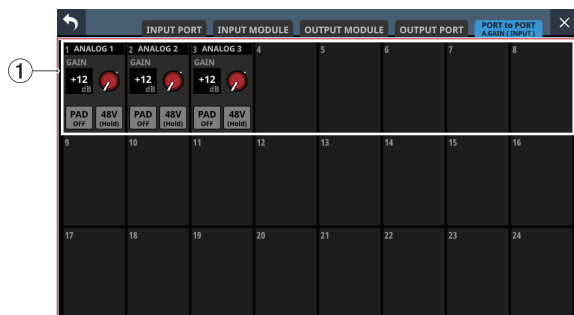 INPUT PORT INPUT MODULE OUTPUT MODULE OUTPUT PORT PORT to PORT
A.GAIN ( INPUT )
1
1 ANALOG 1 2 ANALOG 2 3 ANALOG 3 4 5 6 7 8
GAIN GAIN GAIN
+12 +12 +12
dB dB dB
PAD 48V PAD 48V PAD 48V
OFF (Hold) OFF (Hold) OFF (Hold)
9 10 11 12 13 14 15 16
17 18 19 20 21 22 23 24